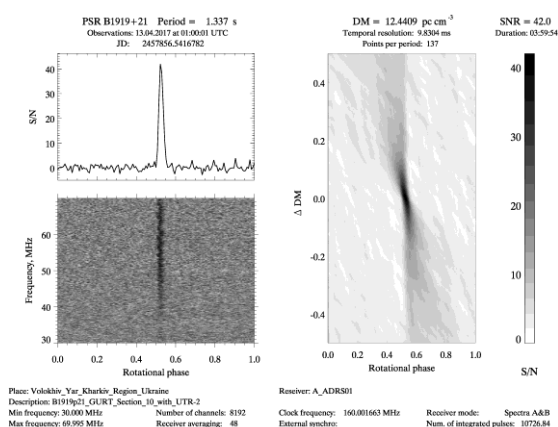 PSR B1919+21 Period = 1.337 s
Observations: 13.04.2017 at 01:00:01 UTC
JD: 2457856.5416782
DM = 12.4409 pc cm-3
Temporal resolution: 9.8304 ms
Points per period: 137
SNR = 42.0
Duration: 03:59:54
40
30
20
10
0
S/N
60
50
40
30
Frequency, MHz
0.0 0.2 0.4 0.6 0.8 1.0
Rotational phase
0.4
0.2
0.0
-0.2
-0.4
Δ DM
0.0 0.2 0.4 0.6 0.8 1.0
Rotational phase
40
30
20
10
0
S/N
Place: Volokhiv_Yar_Kharkiv_Region_Ukraine
Description: B1919p21_GURT_Section_10_with_UTR-2
Min frequency: 30.000 MHz Number of channels: 8192
Max frequency: 69.995 MHz Receiver averaging: 48
Reseiver: A_ADRS01
Clock frequency: 160.001663 MHz Receiver mode: Spectra A&B
External synchro: Num. of integrated pulses: 10726.84